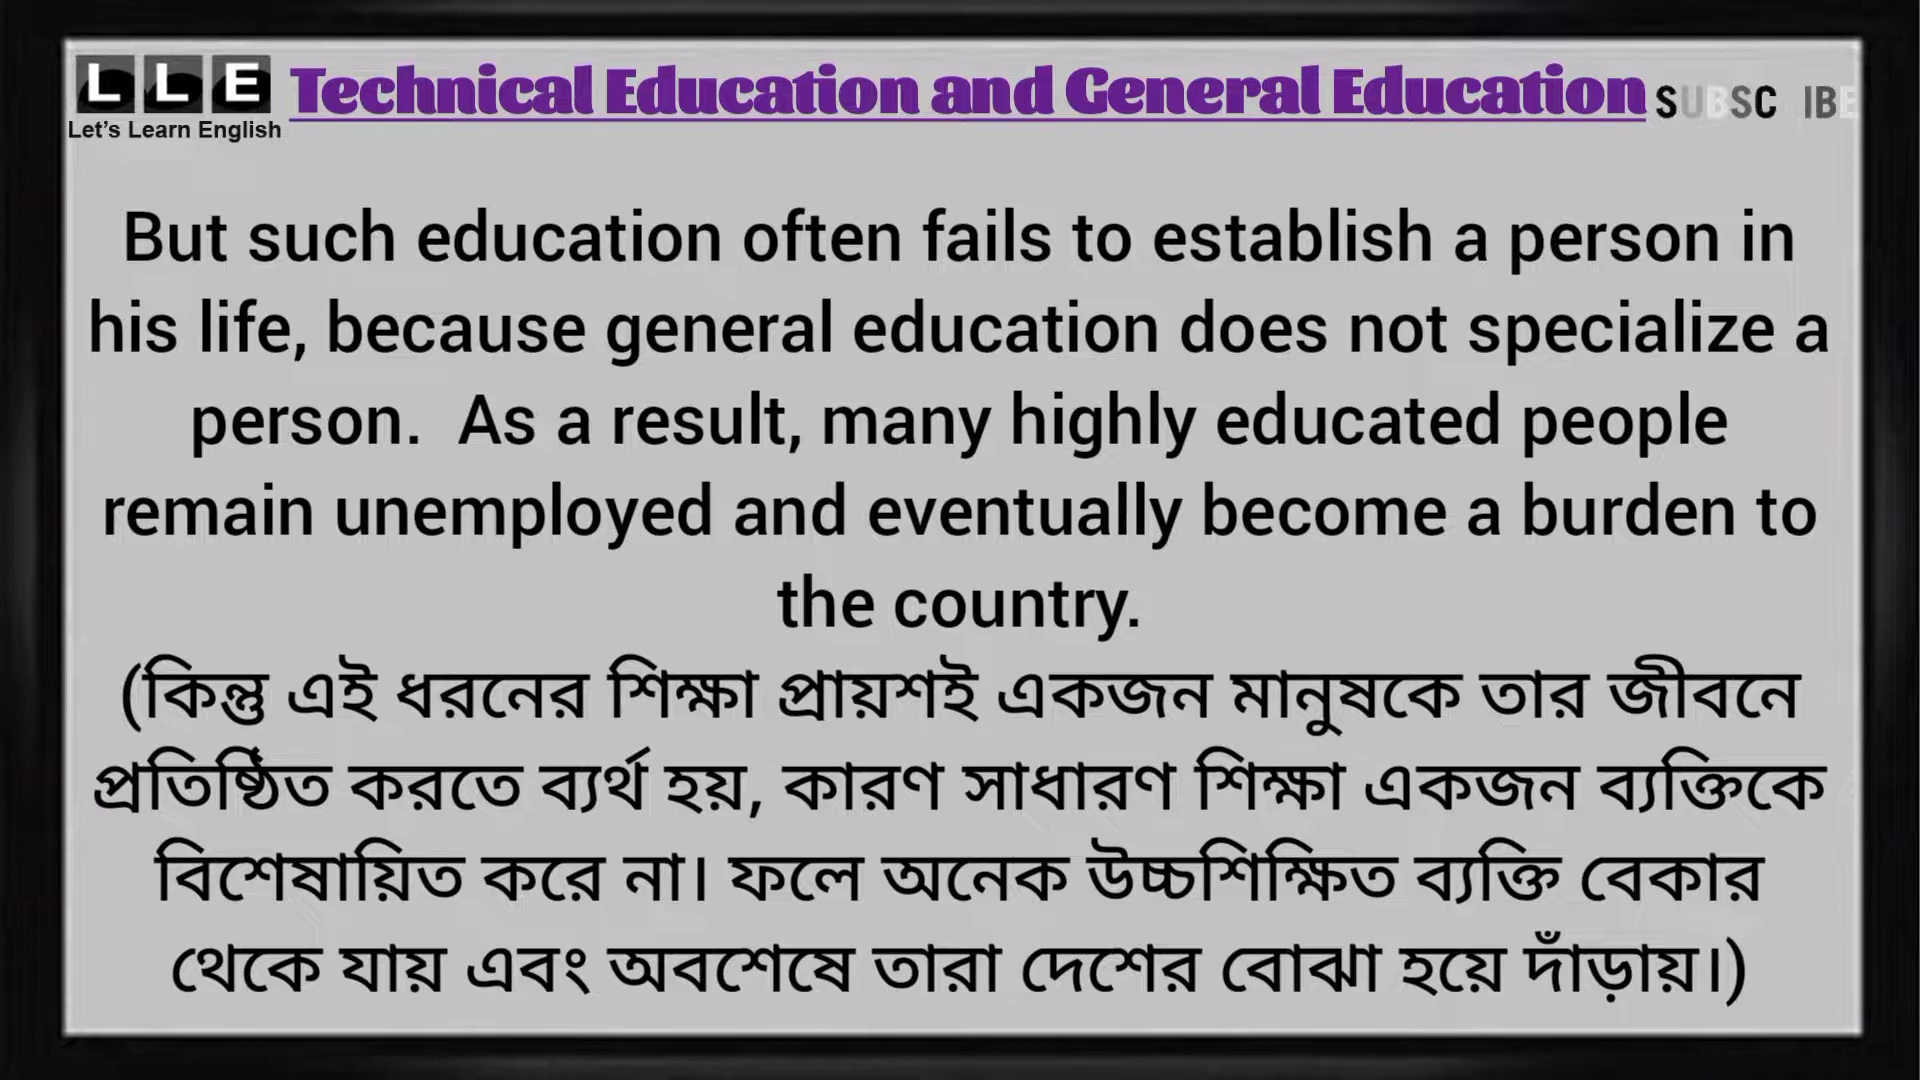 LLE
Let's Learn English
Technical Education and General Education
SUBSC IBE
But such education often fails to establish a person in
his life, because general education does not specialize a
person.  As a result, many highly educated people
remain unemployed and eventually become a burden to
the country.
(কিন্তু এই ধরনের শিক্ষা প্রায়শই একজন মানুষকে তার জীবনে
প্রতিষ্ঠিত করতে ব্যর্থ হয়, কারণ সাধারণ শিক্ষা একজন ব্যক্তিকে
বিশেষায়িত করে না। ফলে অনেক উচ্চশিক্ষিত ব্যক্তি বেকার
থেকে যায় এবং অবশেষে তারা দেশের বোঝা হয়ে দাঁড়ায়।)